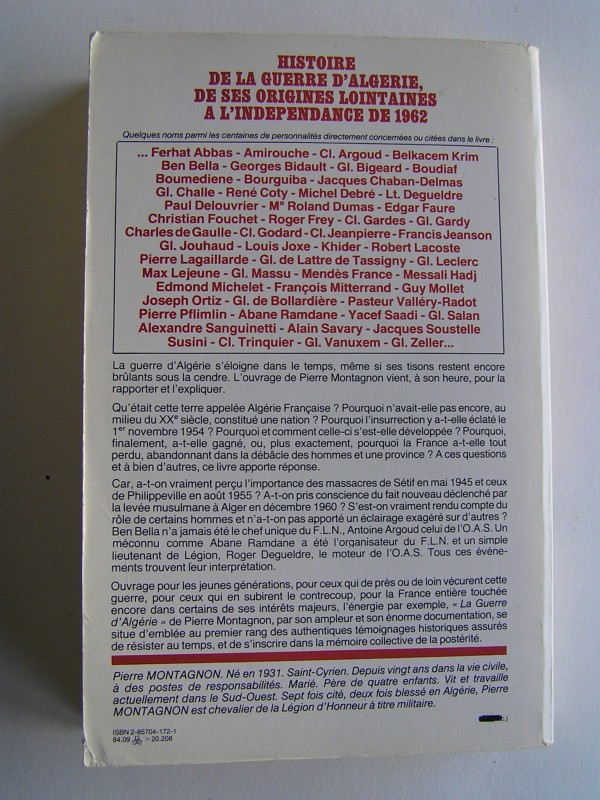 HISTOIRE
DE LA GUERRE D'ALGERIE,
DE SES ORIGINES LOINTAINES
A L'INDEPENDANCE DE 1962
Quelques noms parmi les centaines de personnalités directement concernées ou citées dans le livre :
... Ferhat Abbas - Amirouche - Cl. Argoud - Belkacem Krim
Ben Bella - Georges Bidault - Gl. Bigeard - Boudiaf
Boumediene - Bourguiba - Jacques Chaban-Delmas
Gl. Challe - René Coty - Michel Debré - Lt. Degueldre
Paul Delouvrier - Me Roland Dumas - Edgar Faure
Christian Fouchet - Roger Frey - Cl. Gardes - Gl. Gardy
Charles de Gaulle - Cl. Godard - Cl. Jeanpierre - Francis Jeanson
Gl. Jouhaud - Louis Joxe - Khider - Robert Lacoste
Pierre Lagaillarde - Gl. de Lattre de Tassigny - Gl. Leclerc
Max Lejeune - Gl. Massu - Mendès France - Messali Hadj
Edmond Michelet - François Mitterrand - Guy Mollet
Joseph Ortiz - Gl. de Bollardière - Pasteur Valléry-Radot
Pierre Pflimlin - Abane Ramdane - Yacef Saadi - Gl. Salan
Alexandre Sanguinetti - Alain Savary - Jacques Soustelle
Susini - Cl. Trinquier - Gl. Vanuxem - Gl. Zeller...
La guerre d'Algérie s'éloigne dans le temps, même si ses tisons restent encore
brûlants sous la cendre. L'ouvrage de Pierre Montagnon vient, à son heure, pour la
rapporter et l'expliquer.
Qu'était cette terre appelée Algérie Française ? Pourquoi n'avait-elle pas encore, au
milieu du XXe siècle, constitué une nation ? Pourquoi l'insurrection y a-t-elle éclaté le
1er novembre 1954 ? Pourquoi et comment celle-ci s'est-elle développée ? Pourquoi,
finalement, a-t-elle gagné, ou, plus exactement, pourquoi la France a-t-elle tout
perdu, abandonnant dans la débâcle des hommes et une province ? A ces questions
et à bien d'autres, ce livre apporte réponse.
Car, a-t-on vraiment perçu l'importance des massacres de Sétif en mai 1945 et ceux
de Philippeville en août 1955 ? A-t-on pris conscience du fait nouveau déclenché par
la levée musulmane à Alger en décembre 1960 ? S'est-on vraiment rendu compte du
rôle de certains hommes et n'a-t-on pas apporté un éclairage exagéré sur d'autres ?
Ben Bella n'a jamais été le chef unique du F.L.N., Antoine Argoud celui de l'O.A.S. Un
méconnu comme Abane Ramdane a été l'organisateur du F.L.N. et un simple
lieutenant de Légion, Roger Degueldre, le moteur de l'O.A.S. Tous ces événe-
ments trouvent leur interprétation.
Ouvrage pour les jeunes générations, pour ceux qui de près ou de loin vécurent cette
guerre, pour ceux qui en subirent le contrecoup, pour la France entière touchée
encore dans certains de ses intérêts majeurs, l'énergie par exemple, « La Guerre
d'Algérie » de Pierre Montagnon, par son ampleur et son énorme documentation, se
situe d'emblée au premier rang des authentiques témoignages historiques assurés
de résister au temps, et de s'inscrire dans la mémoire collective de la postérité.
Pierre MONTAGNON. Né en 1931. Saint-Cyrien. Depuis vingt ans dans la vie civile,
à des postes de responsabilités. Marié. Père de quatre enfants. Vit et travaille
actuellement dans le Sud-Ouest. Sept fois cité, deux fois blessé en Algérie, Pierre
MONTAGNON est chevalier de la Légion d'Honneur à titre militaire.
ISBN 2-85704-172-1
84.09 > 20.208